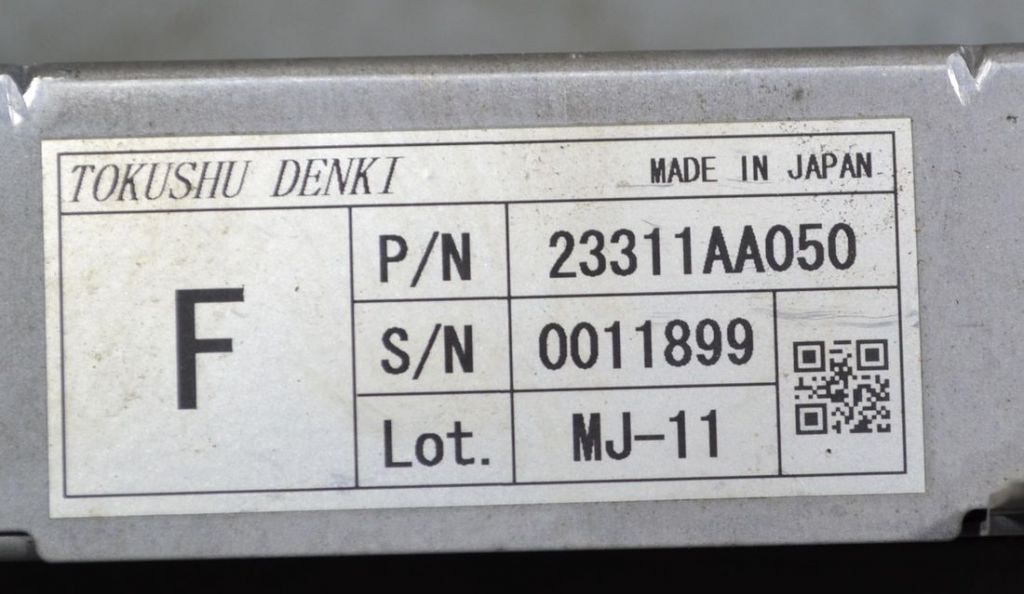 TOKUSHU DENKI MADE IN JAPAN
F
P/N 23311AA050
S/N 0011899
Lot. MJ-11